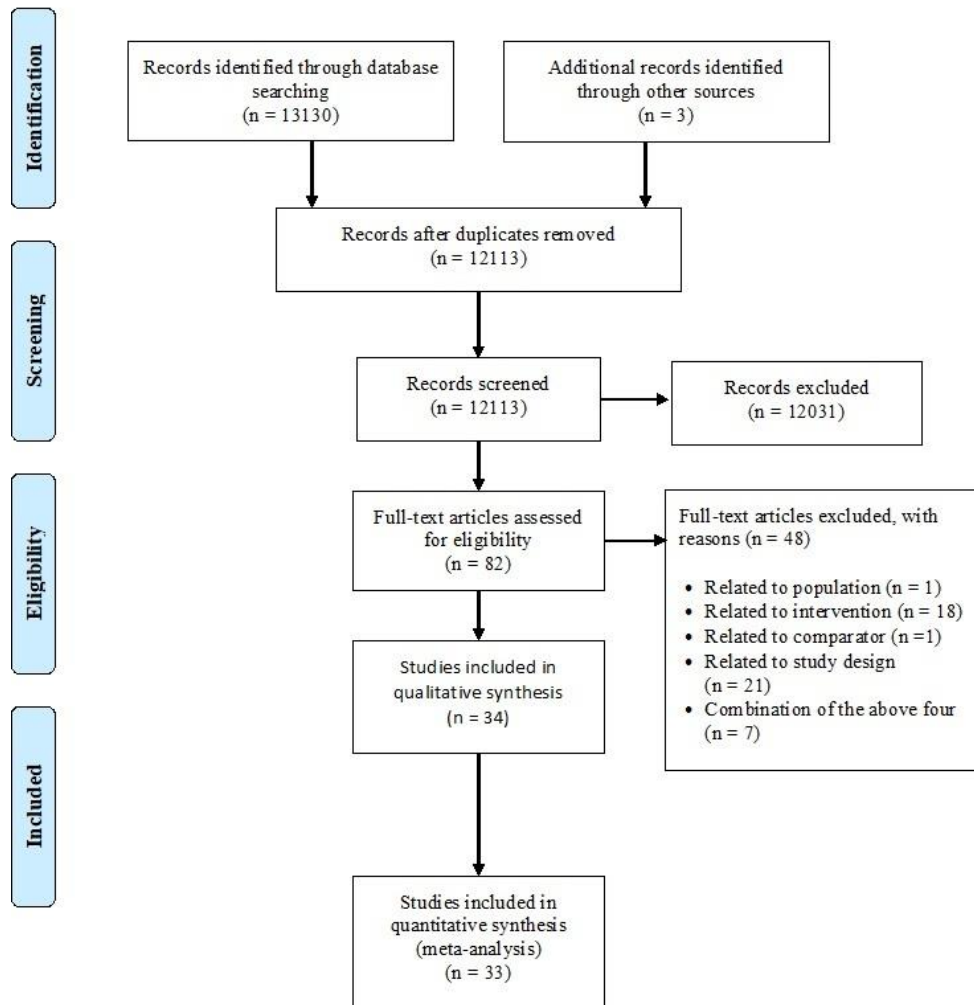 Identification
Records identified through database
searching
(n = 13130)
Additional records identified
through other sources
(n = 3)
Records after duplicates removed
(n = 12113)
Screening
Records screened
(n = 12113)
Records excluded
(n = 12031)
Eligibility
Full-text articles assessed
for eligibility
(n = 82)
Full-text articles excluded, with
reasons (n = 48)
• Related to population (n = 1)
• Related to intervention (n = 18)
• Related to comparator (n =1)
• Related to study design
(n = 21)
• Combination of the above four
(n = 7)
Studies included in
qualitative synthesis
(n = 34)
Included
Studies included in
quantitative synthesis
(meta-analysis)
(n = 33)